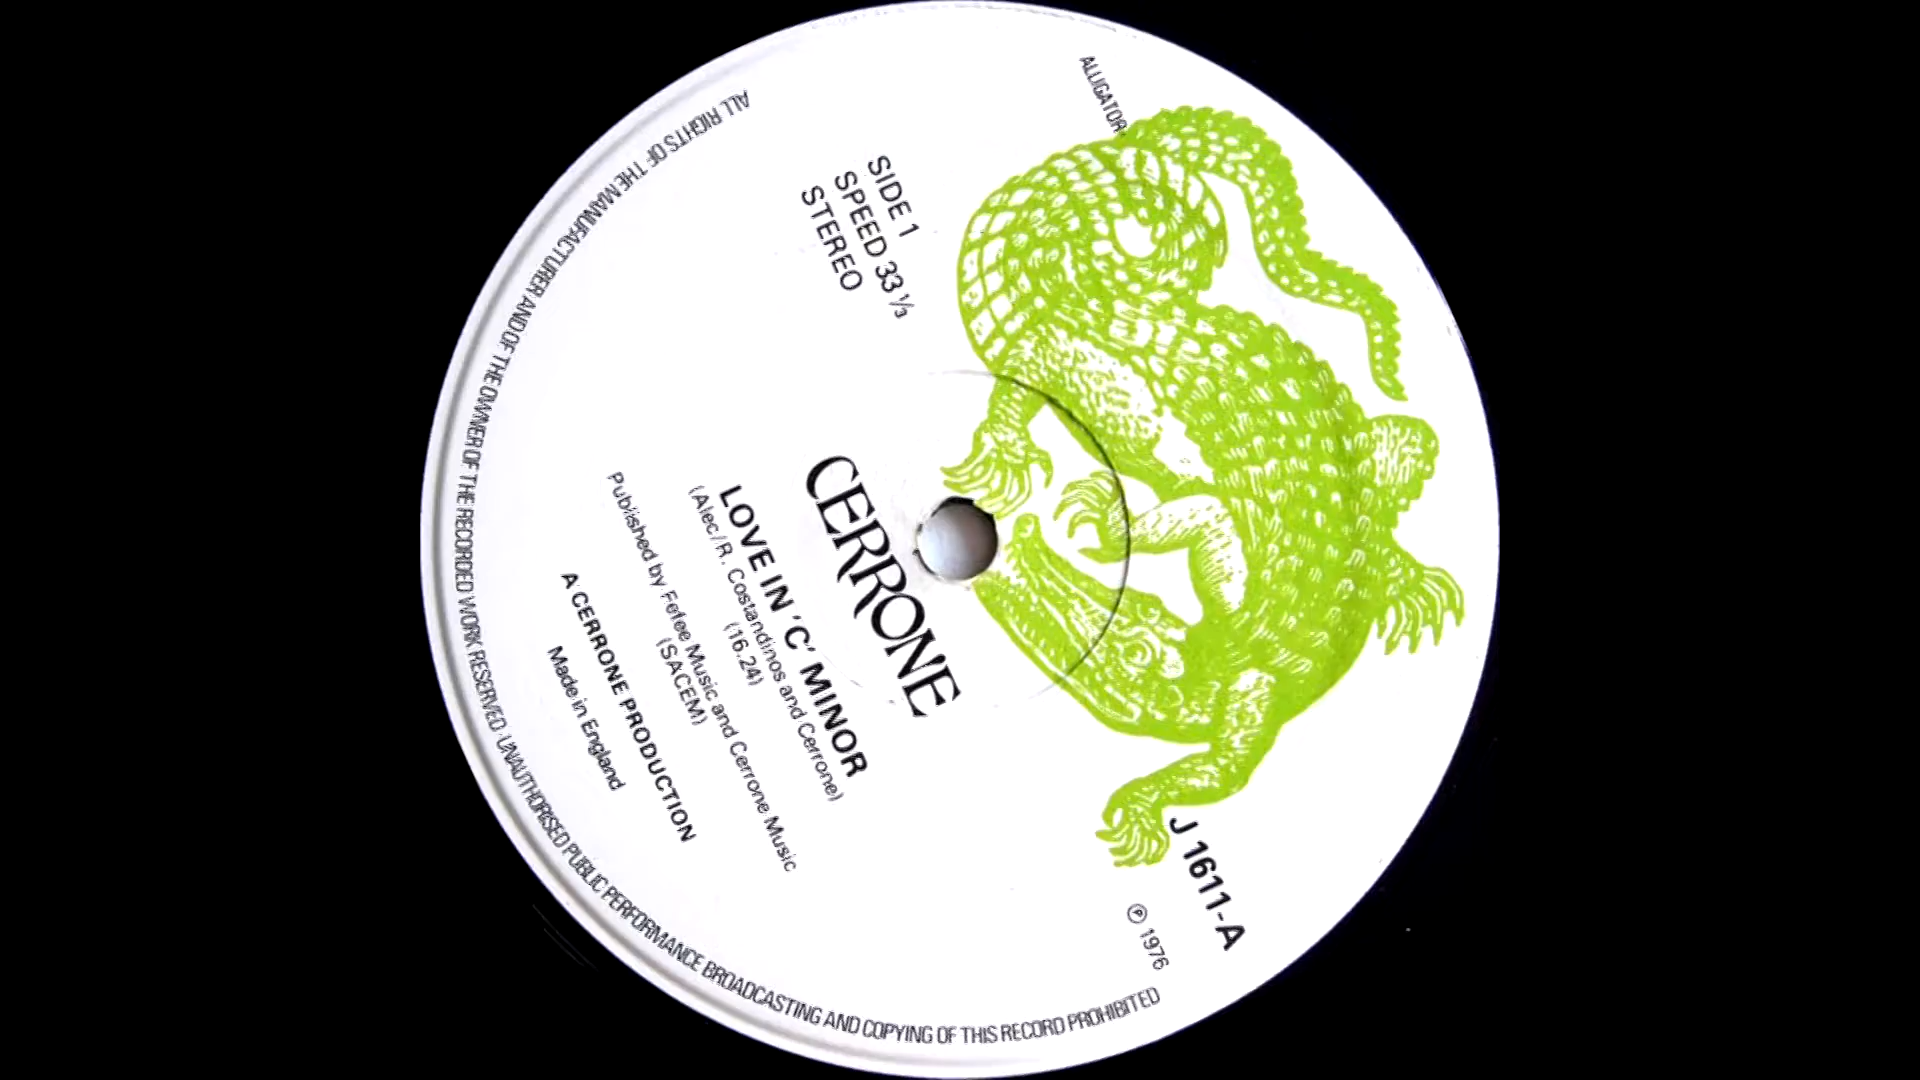 ALLIGATOR
SIDE 1
SPEED 33 ⅓
STEREO
J 1611-A
℗ 1976
CERRONE
LOVE IN 'C' MINOR
(Alec/R. Costandinos and Cerrone)
(16.24)
Published by Fefee Music and Cerrone Music
(SACEM)
A CERRONE PRODUCTION
Made in England
ALL RIGHTS OF THE MANUFACTURER AND OF THE OWNER OF THE RECORDED WORK RESERVED. UNAUTHORISED PUBLIC PERFORMANCE BROADCASTING AND COPYING OF THIS RECORD PROHIBITED